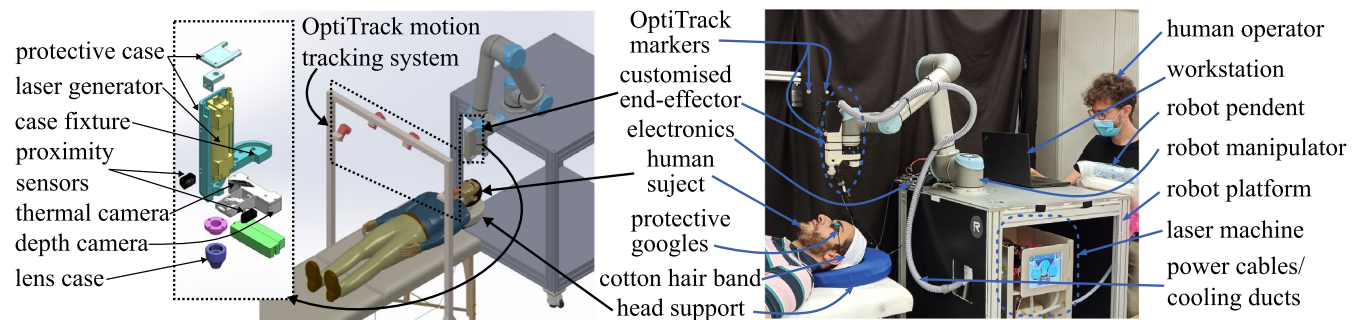 protective case
laser generator
case fixture
proximity
sensors
thermal camera
depth camera
lens case
OptiTrack motion
tracking system
OptiTrack
markers
customised
end-effector
electronics
human
suject
protective
googles
cotton hair band
head support
human operator
workstation
robot pendent
robot manipulator
robot platform
laser machine
power cables/
cooling ducts
R